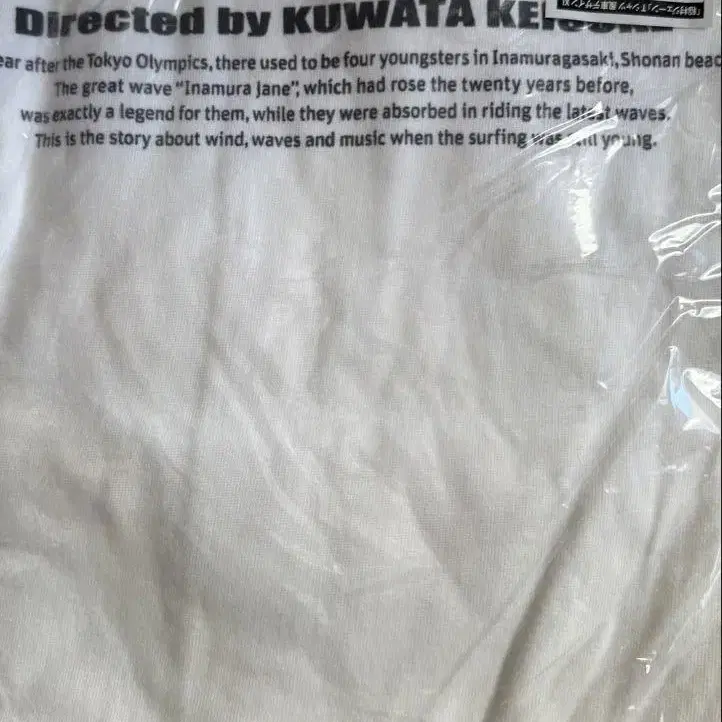 Directed by KUWATA
ear after the Tokyo Olympics, there used to be four youngsters in Inamuragasaki, Shonan beac
The great wave “Inamura Jane”, which had rose the twenty years before,
was exactly a legend for them, while they were absorbed in riding the latest waves.
This is the story about wind, waves and music when the surfing was still young.